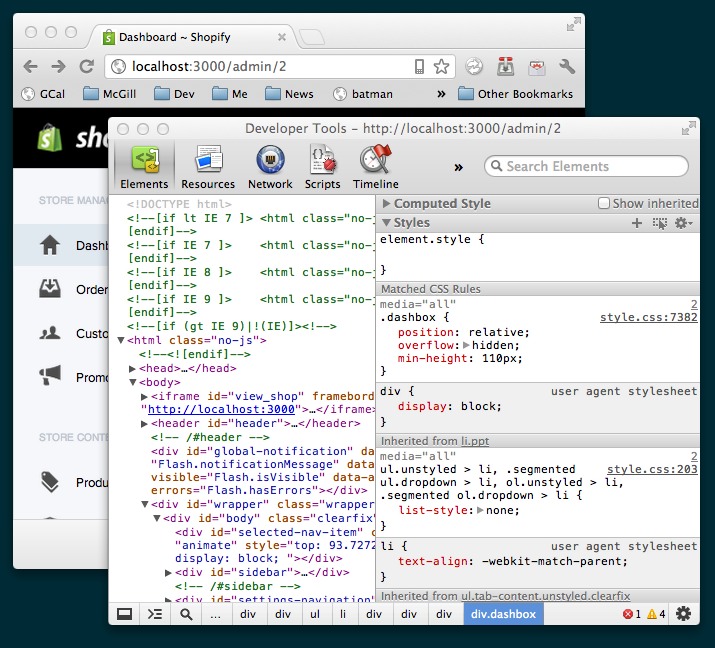 Dashboard ~ Shopify
localhost:3000/admin/2
GCal McGill Dev Me News batman » Other Bookmarks
Developer Tools - http://localhost:3000/admin/2
Elements Resources Network Scripts Timeline » Search Elements
STORE MANA
Dashb
Order
Custo
Promo
STORE CONTE
Produ
<!DOCTYPE html>
<!--[if lt IE 7 ]> <html class="no-j
[endif]-->
<!--[if IE 7 ]> <html class="no-j
[endif]-->
<!--[if IE 8 ]> <html class="no-j
[endif]-->
<!--[if IE 9 ]> <html class="no-j
[endif]-->
<!--[if (gt IE 9)|!(IE)]><!-->
<html class="no-js">
<!--<![endif]-->
<head>…</head>
<body>
<iframe id="view_shop" framebord
"http://localhost:3000">…</iframe>
<header id="header">…</header>
<!-- /#header -->
<div id="global-notification" da
"Flash.notificationMessage" data
visible="Flash.isVisible" data-a
errors="Flash.hasErrors"></div>
<div id="wrapper" class="wrapper
<div id="body" class="clearfix"
<div id="selected-nav-item" c
"animate" style="top: 93.7272
display: block; "></div>
<div id="sidebar">…</div>
<!-- /#sidebar -->
<div id="settings-navigation"
Computed Style Show inherited
Styles
element.style {
}
Matched CSS Rules
media="all" 2
.dashbox { style.css:7382
position: relative;
overflow: hidden;
min-height: 110px;
}
div { user agent stylesheet
display: block;
}
Inherited from li.ppt
media="all" 2
ul.unstyled > li, .segmented style.css:203
ul.dropdown > li, ol.unstyled > li,
.segmented ol.dropdown > li {
list-style: none;
}
li { user agent stylesheet
text-align: -webkit-match-parent;
}
Inherited from ul.tab-content.unstyled.clearfix
... div div ul li div div div div.dashbox 1 4